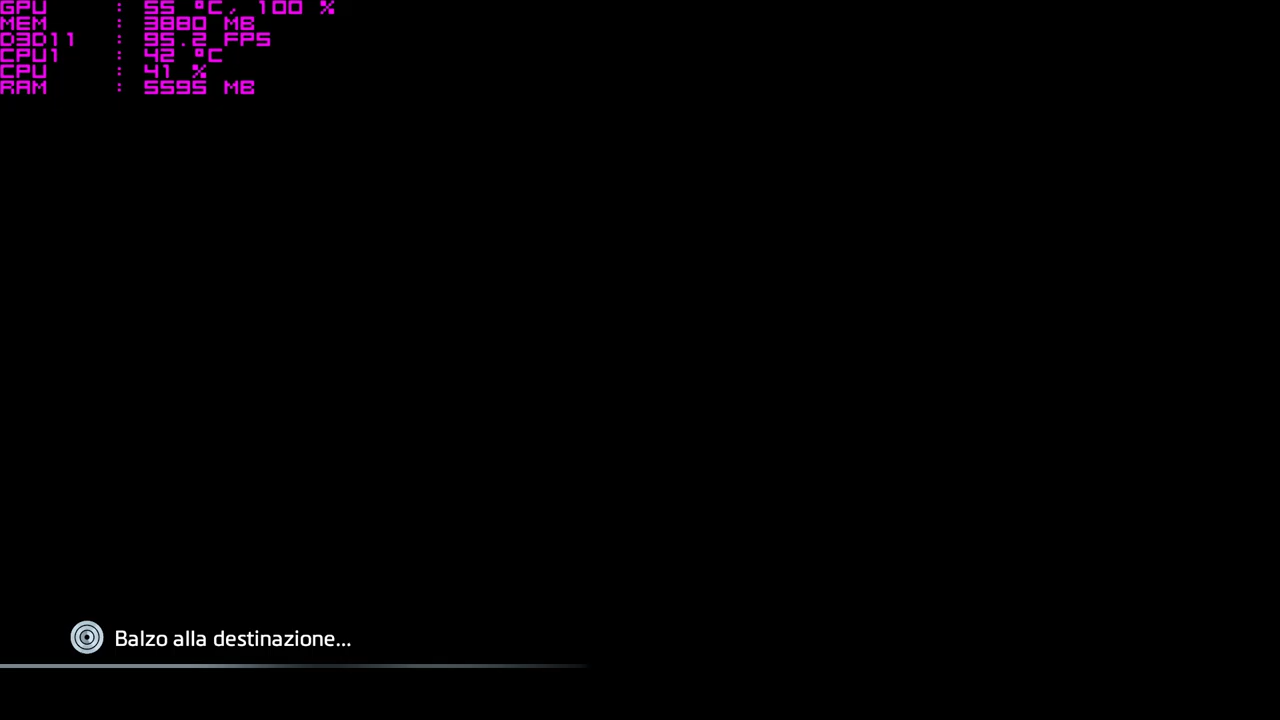 GPU : 55 °C, 100 %
MEM : 3880 MB
D3D11 : 95.2 FPS
CPU1 : 42 °C
CPU : 41 %
RAM : 5595 MB
Balzo alla destinazione...